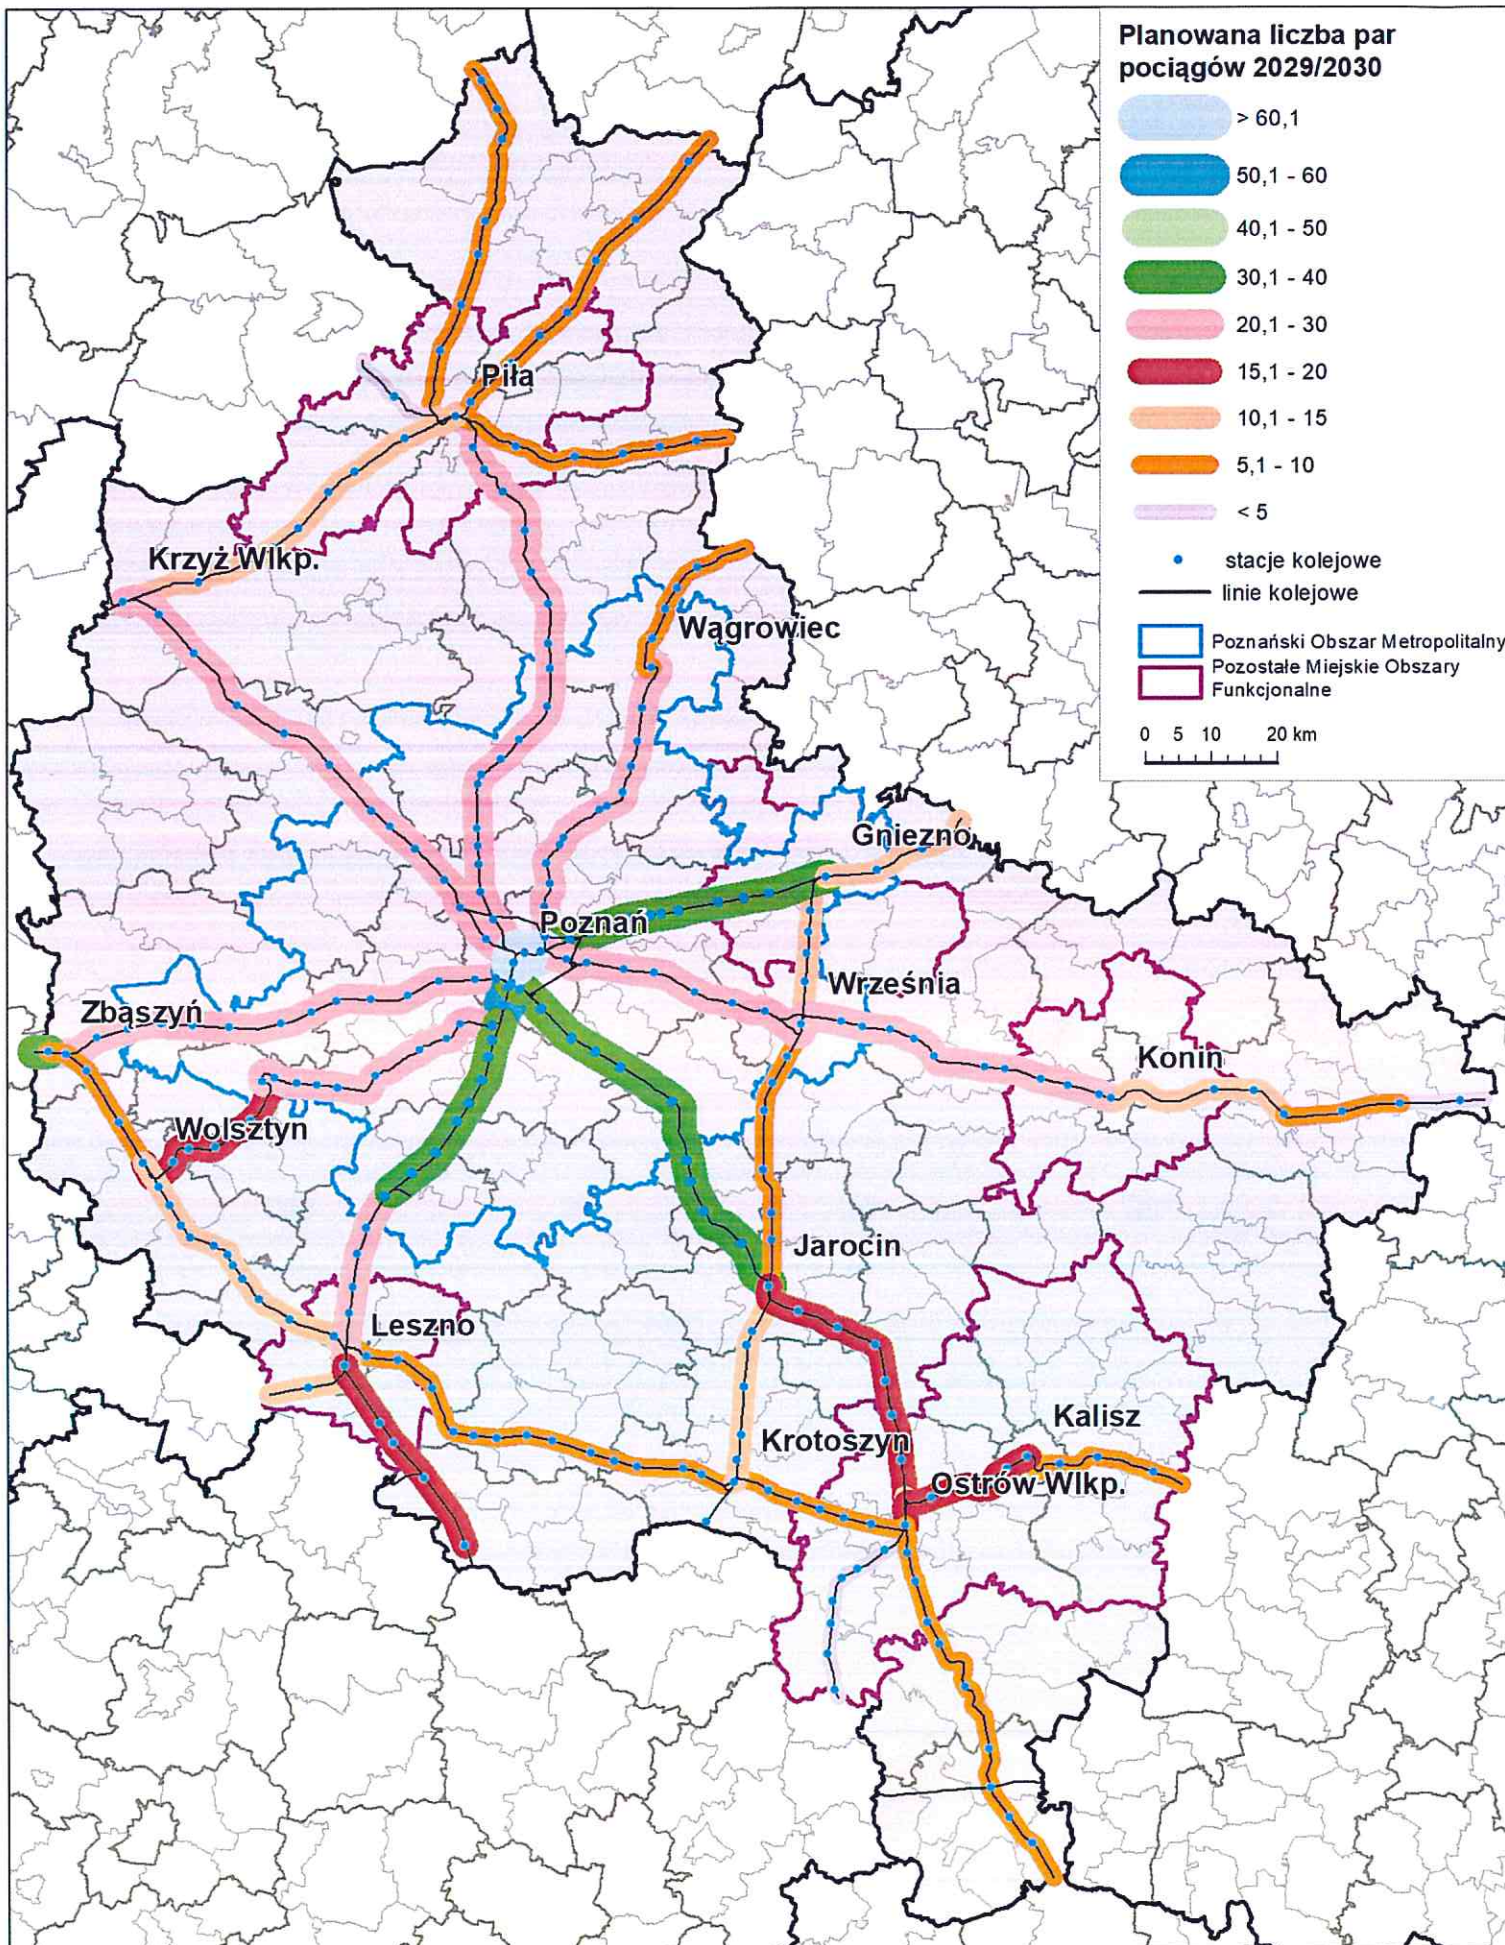 Planowana liczba par
pociągów 2029/2030
> 60,1
50,1 - 60
40,1 - 50
30,1 - 40
20,1 - 30
15,1 - 20
10,1 - 15
5,1 - 10
< 5
stacje kolejowe
linie kolejowe
Poznański Obszar Metropolitalny
Pozostałe Miejskie Obszary
Funkcjonalne
0 5 10 20 km
Piła
Krzyż Wlkp.
Wągrowiec
Gniezno
Poznań
Września
Zbąszyń
Konin
Wolsztyn
Jarocin
Leszno
Kalisz
Krotoszyn
Ostrów Wlkp.